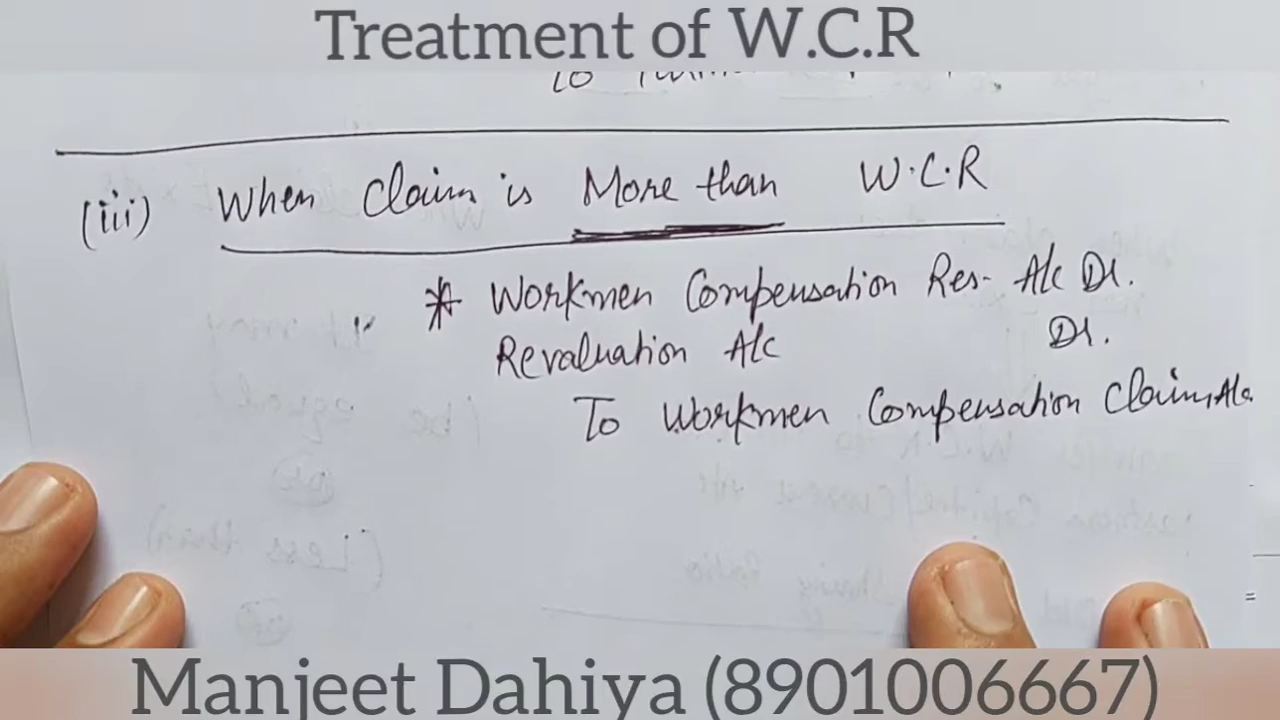 Treatment of W.C.R
To
(iii) When Claim is More than W.C.R
* Workmen Compensation Res- A/c Dr.
Revaluation A/c Dr.
To Workmen Compensation Claim A/c.
Manjeet Dahiya (8901006667)